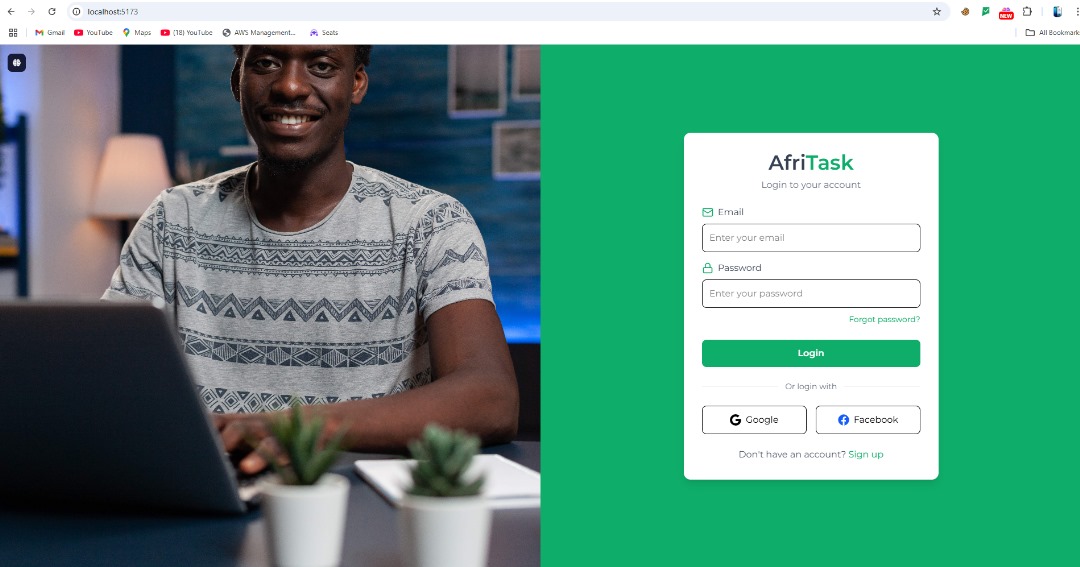 localhost:5173
NEW
Gmail YouTube Maps (18) YouTube AWS Management... Seats All Bookmark
AfriTask
Login to your account
Email
Enter your email
Password
Enter your password
Forgot password?
Login
Or login with
Google Facebook
Don't have an account? Sign up